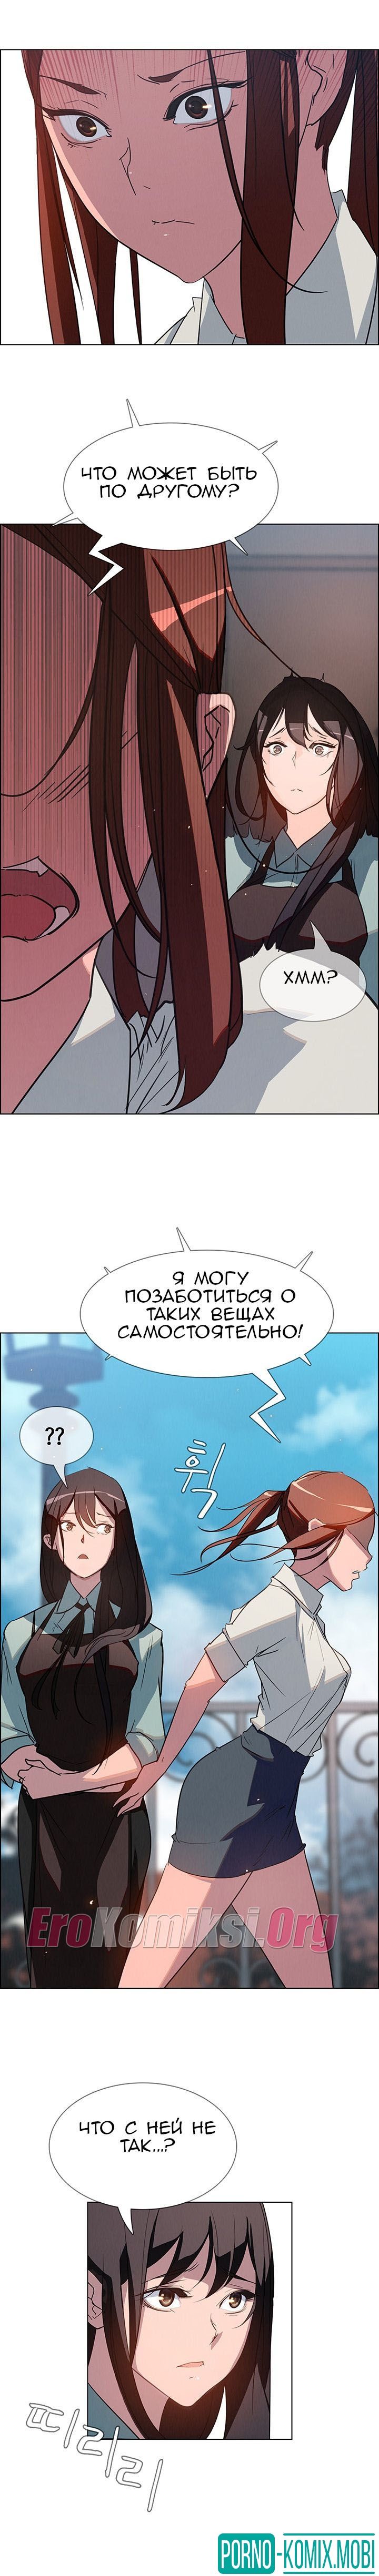 ЧТО МОЖЕТ БЫТЬ
ПО ДРУГОМУ?
ХММ?
Я МОГУ
ПОЗАБОТИТЬСЯ О
ТАКИХ ВЕЩАХ
САМОСТОЯТЕЛЬНО!
??
휙
EroKomiksi.Org
ЧТО С НЕЙ НЕ
ТАК...?
띠리리
PORNO-KOMIX.MOBI